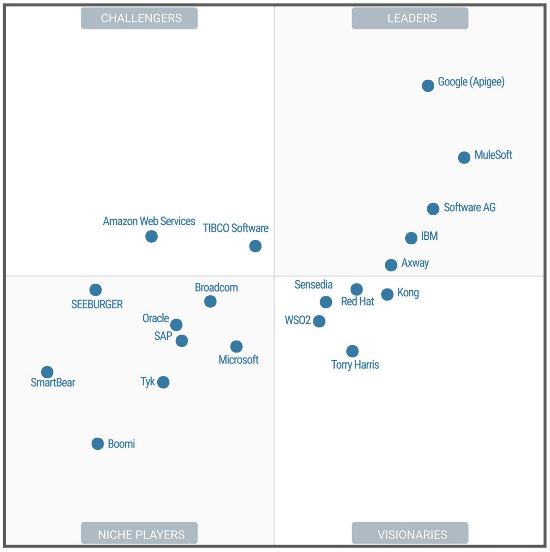 CHALLENGERS
LEADERS
Google (Apigee)
MuleSoft
Software AG
Amazon Web Services
TIBCO Software
IBM
Axway
Sensedia
Broadcom
Kong
SEEBURGER
Red Hat
Oracle
WSO2
SAP
Microsoft
Torry Harris
SmartBear
Tyk
Boomi
NICHE PLAYERS
VISIONARIES